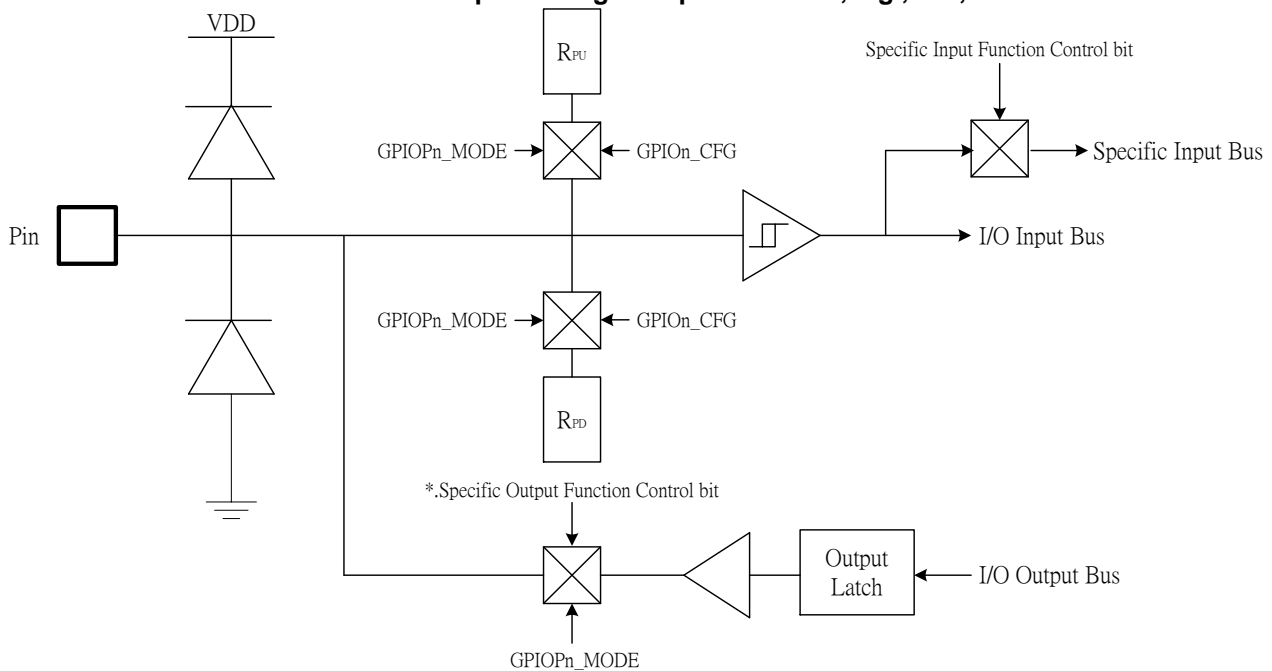 VDD
RPU
Specific Input Function Control bit
GPIOPn_MODE
GPIOn_CFG
Specific Input Bus
Pin
I/O Input Bus
GPIOPn_MODE
GPIOn_CFG
RPD
*.Specific Output Function Control bit
Output
Latch
I/O Output Bus
GPIOPn_MODE